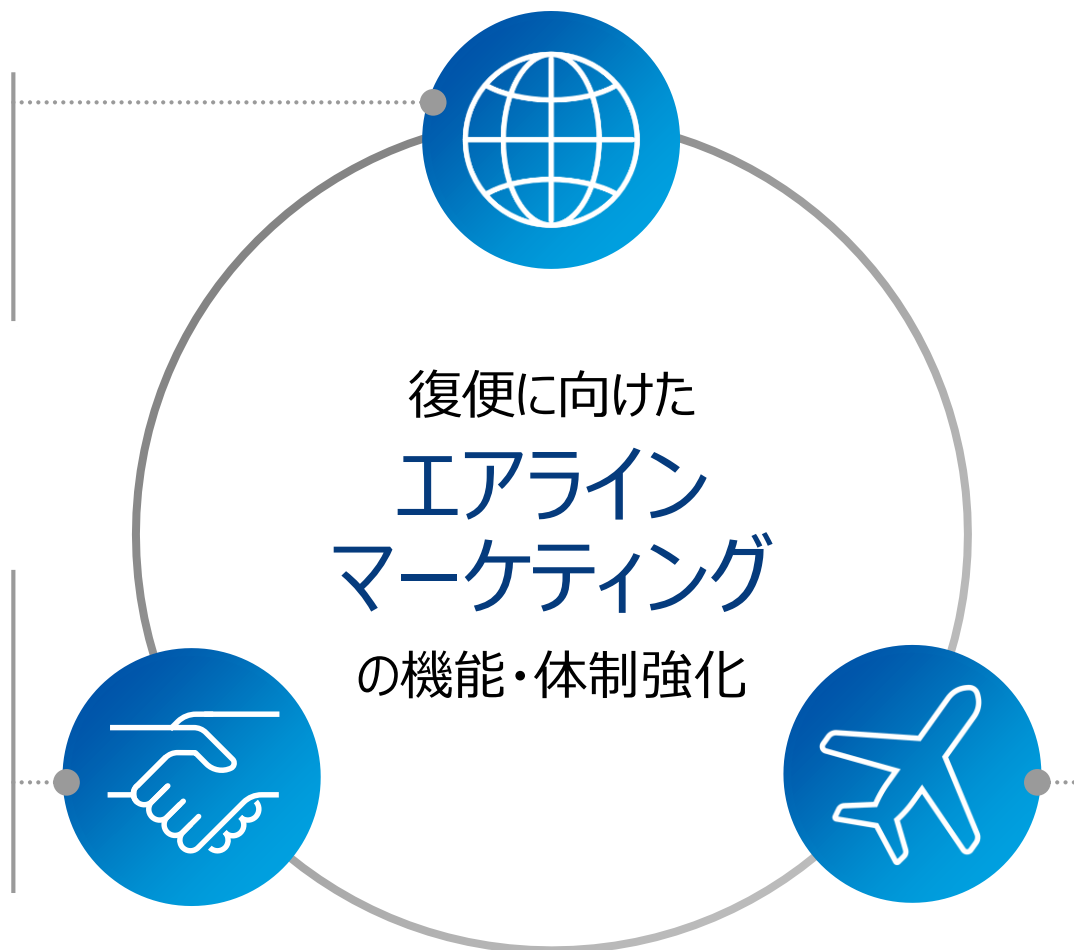 復便に向けた
エアライン
マーケティング
の機能・体制強化